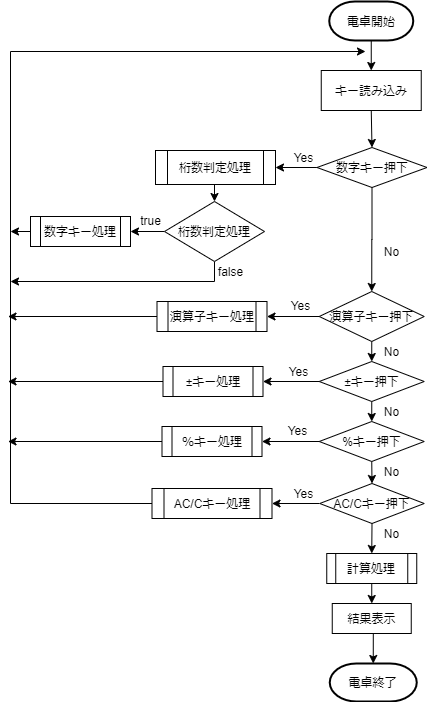 電卓開始
キー読み込み
数字キー押下
Yes
桁数判定処理
桁数判定処理
true
数字キー処理
false
No
演算子キー押下
Yes
演算子キー処理
No
±キー押下
Yes
±キー処理
No
%キー押下
Yes
%キー処理
No
AC/Cキー押下
Yes
AC/Cキー処理
No
計算処理
結果表示
電卓終了